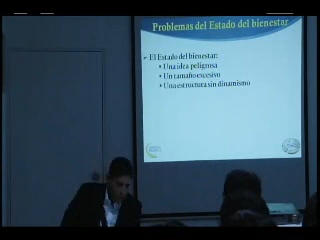 Problemas del Estado del bienestar
El Estado del bienestar:
• Una idea peligrosa
• Un tamaño excesivo
• Una estructura sin dinamismo